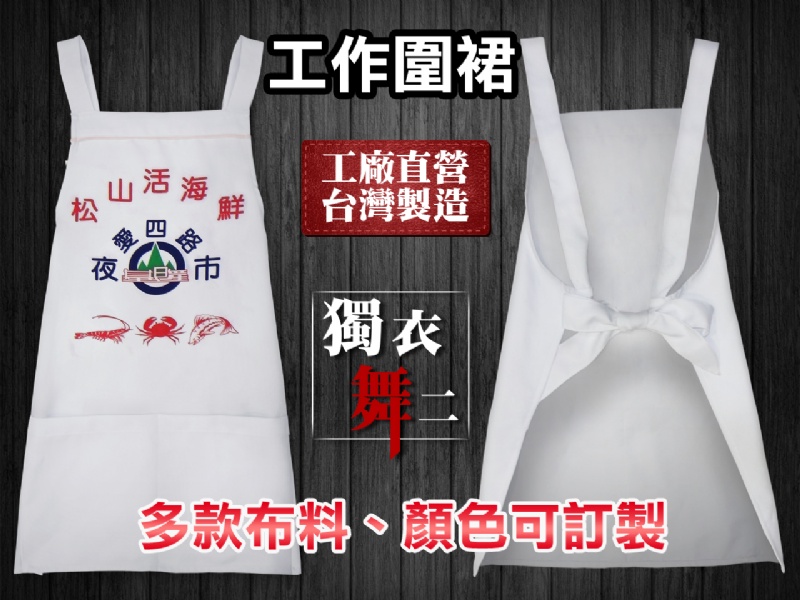 工作圍裙
工廠直營
台灣製造
松山活海鮮
愛四路
夜市
獨衣
舞二
多款布料、顏色可訂製